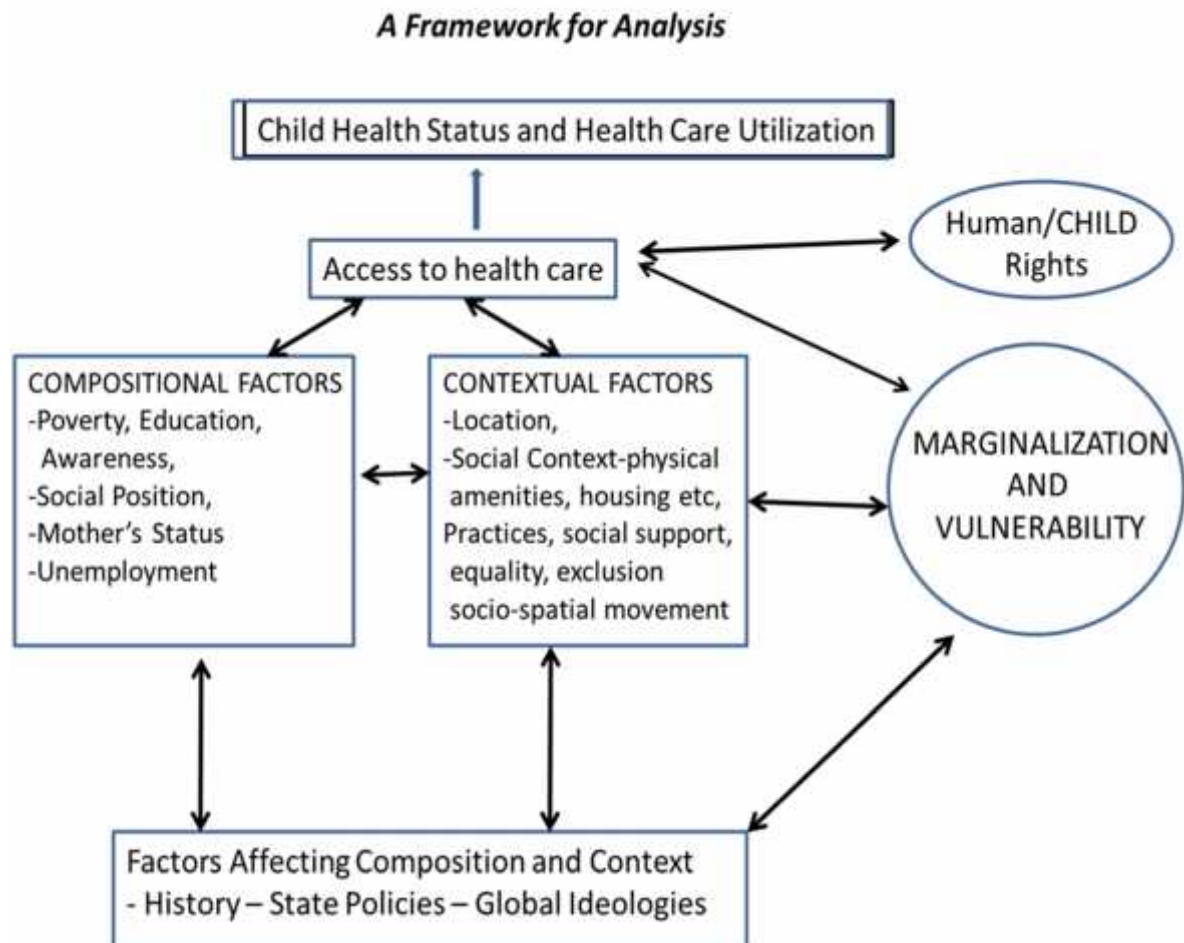 A Framework for Analysis
Child Health Status and Health Care Utilization
Access to health care
Human/CHILD
Rights
COMPOSITIONAL FACTORS
-Poverty, Education,
Awareness,
-Social Position,
-Mother’s Status
-Unemployment
CONTEXTUAL FACTORS
-Location,
-Social Context-physical
amenities, housing etc,
Practices, social support,
equality, exclusion
socio-spatial movement
MARGINALIZATION
AND
VULNERABILITY
Factors Affecting Composition and Context
- History – State Policies – Global Ideologies